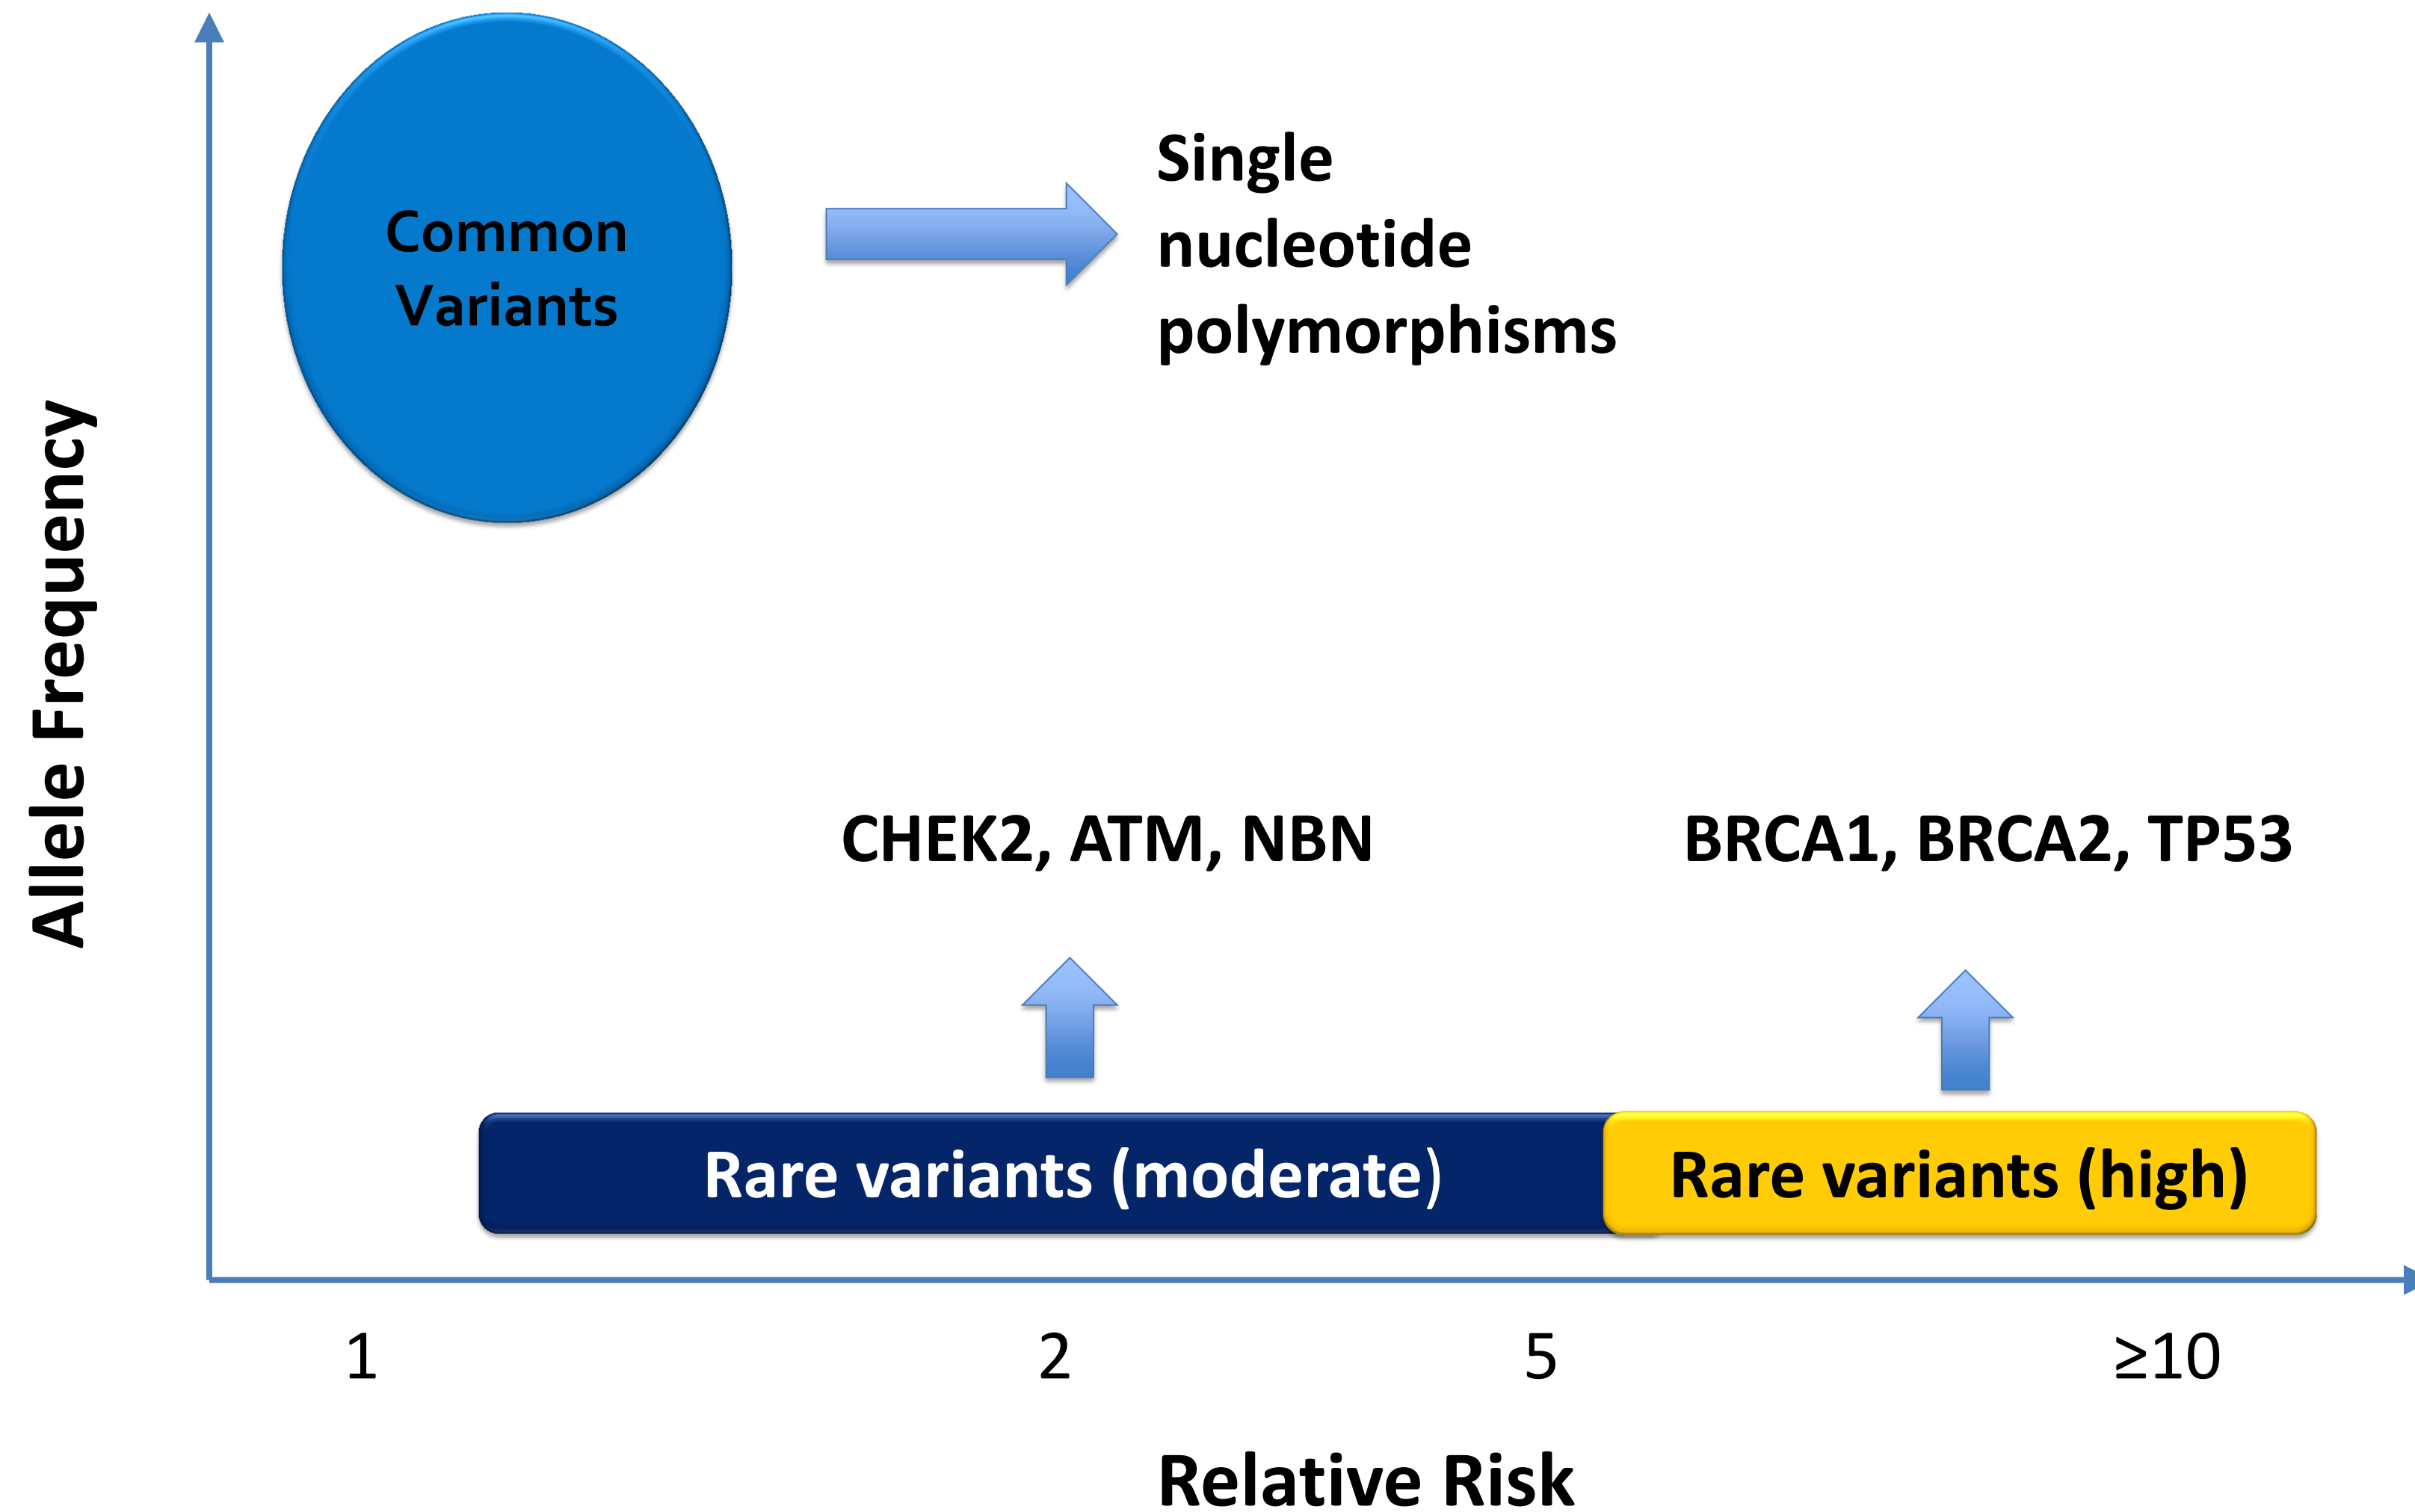 Common
Variants
Single
nucleotide
polymorphisms
Allele Frequency
CHEK2, ATM, NBN
BRCA1, BRCA2, TP53
Rare variants (moderate)
Rare variants (high)
1
2
5
≥10
Relative Risk